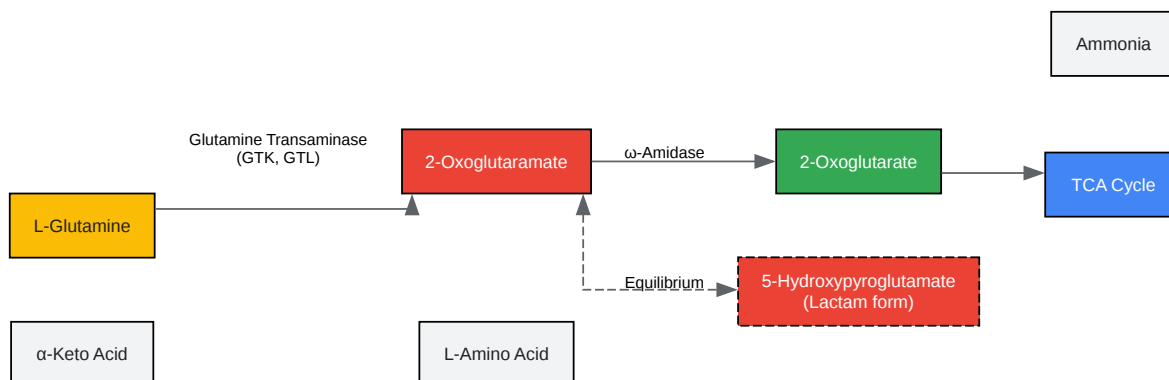 Ammonia
Glutamine Transaminase
(GTK, GTL)
2-Oxoglutaramate
ω-Amidase
2-Oxoglutarate
TCA Cycle
L-Glutamine
Equilibrium
5-Hydroxypyroglutamate
(Lactam form)
α-Keto Acid
L-Amino Acid